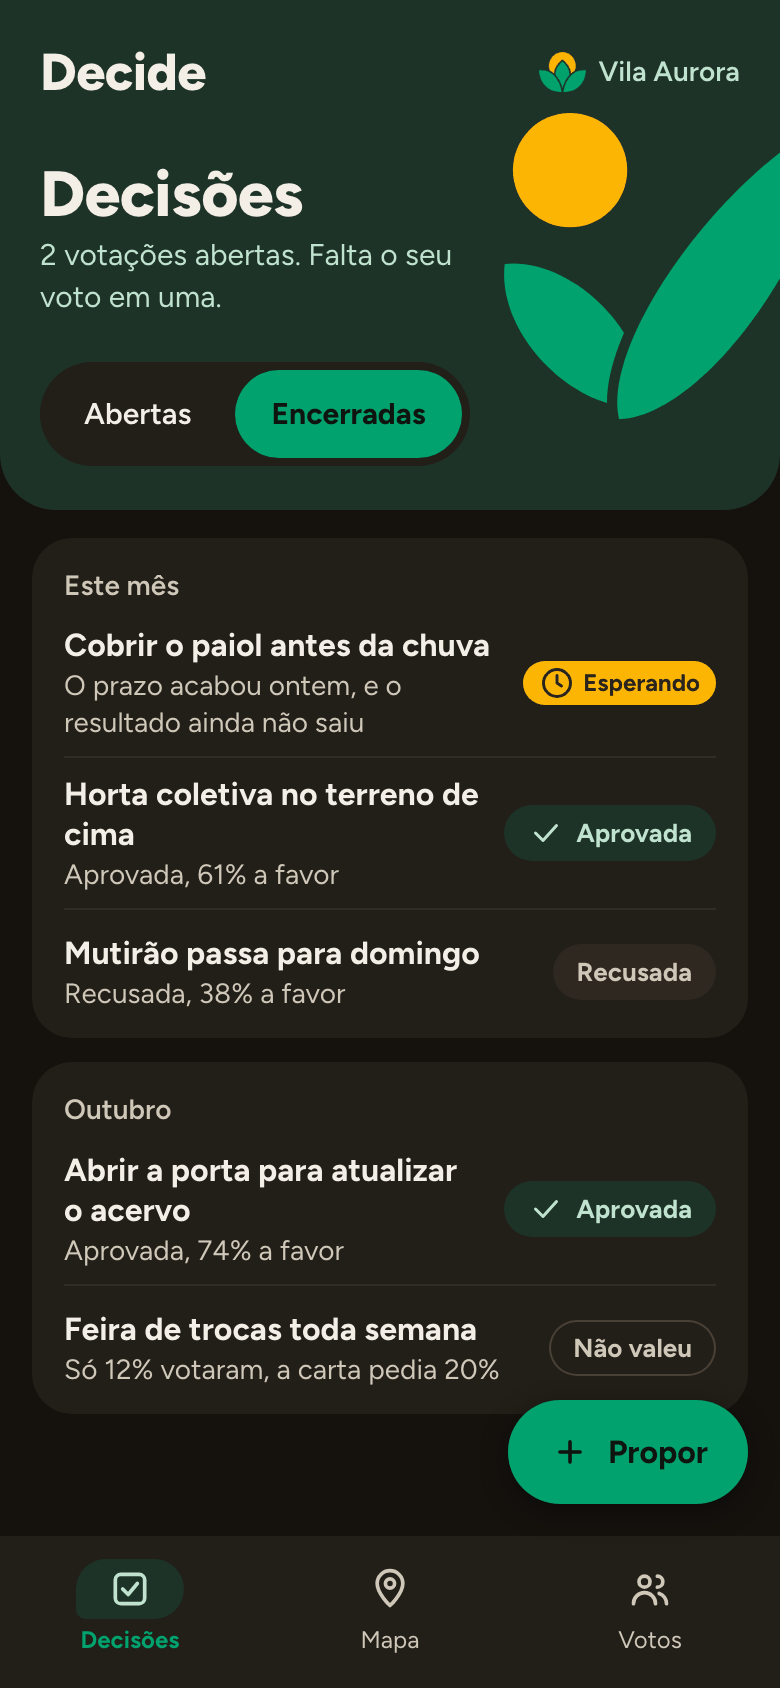 Decide
Vila Aurora
Decisões
2 votações abertas. Falta o seu
voto em uma.
Abertas
Encerradas
Este mês
Cobrir o paiol antes da chuva
O prazo acabou ontem, e o
resultado ainda não saiu
Esperando
Horta coletiva no terreno de
cima
Aprovada, 61% a favor
Aprovada
Mutirão passa para domingo
Recusada, 38% a favor
Recusada
Outubro
Abrir a porta para atualizar
o acervo
Aprovada, 74% a favor
Aprovada
Feira de trocas toda semana
Só 12% votaram, a carta pedia 20%
Não valeu
Propor
Decisões
Mapa
Votos